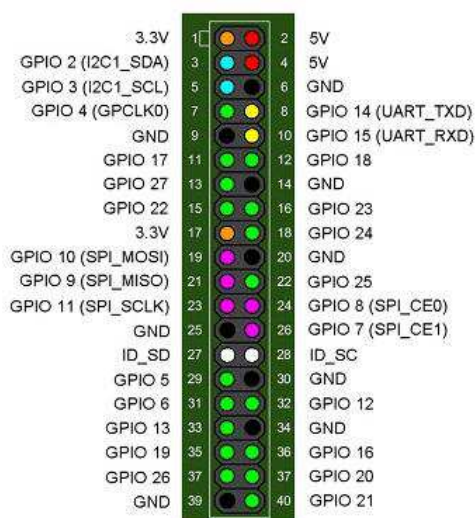 3.3V 1 2 5V
GPIO 2 (I2C1_SDA) 3 4 5V
GPIO 3 (I2C1_SCL) 5 6 GND
GPIO 4 (GPCLK0) 7 8 GPIO 14 (UART_TXD)
GND 9 10 GPIO 15 (UART_RXD)
GPIO 17 11 12 GPIO 18
GPIO 27 13 14 GND
GPIO 22 15 16 GPIO 23
3.3V 17 18 GPIO 24
GPIO 10 (SPI_MOSI) 19 20 GND
GPIO 9 (SPI_MISO) 21 22 GPIO 25
GPIO 11 (SPI_SCLK) 23 24 GPIO 8 (SPI_CE0)
GND 25 26 GPIO 7 (SPI_CE1)
ID_SD 27 28 ID_SC
GPIO 5 29 30 GND
GPIO 6 31 32 GPIO 12
GPIO 13 33 34 GND
GPIO 19 35 36 GPIO 16
GPIO 26 37 37 GPIO 20
GND 39 40 GPIO 21